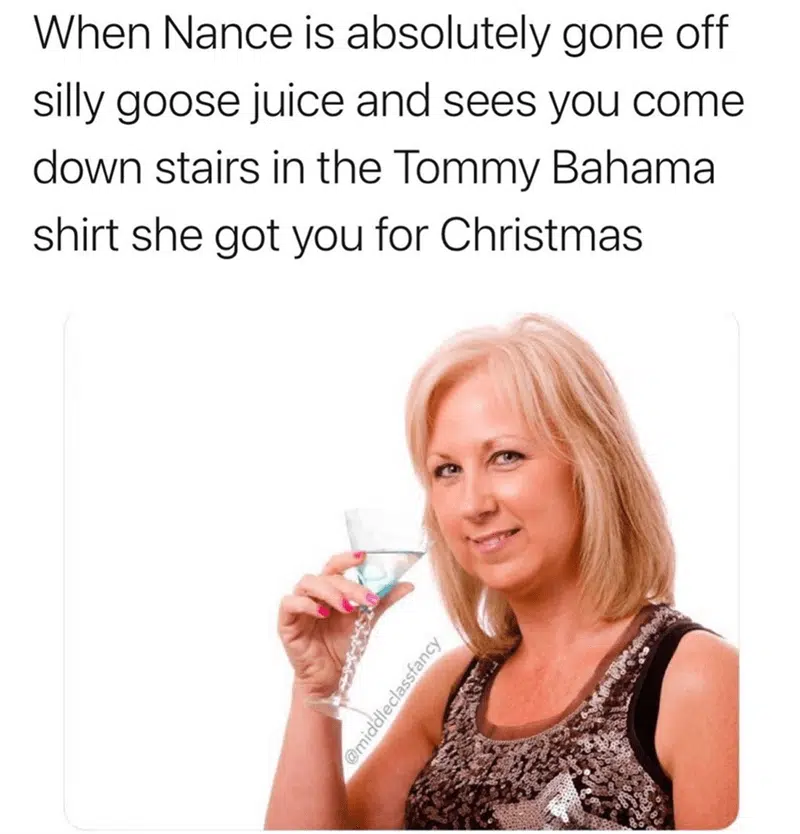 When Nance is absolutely gone off
silly goose juice and sees you come
down stairs in the Tommy Bahama
shirt she got you for Christmas
@middleclassfancy